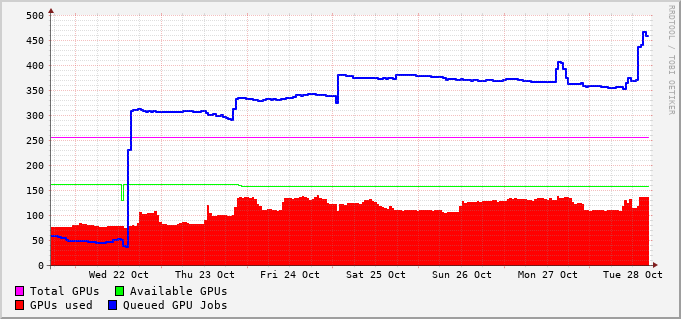 500
450
400
350
300
250
200
150
100
50
0
Wed 22 Oct Thu 23 Oct Fri 24 Oct Sat 25 Oct Sun 26 Oct Mon 27 Oct Tue 28 Oct
Total GPUs Available GPUs
GPUs used Queued GPU Jobs
RRDTOOL / TOBI OETIKER